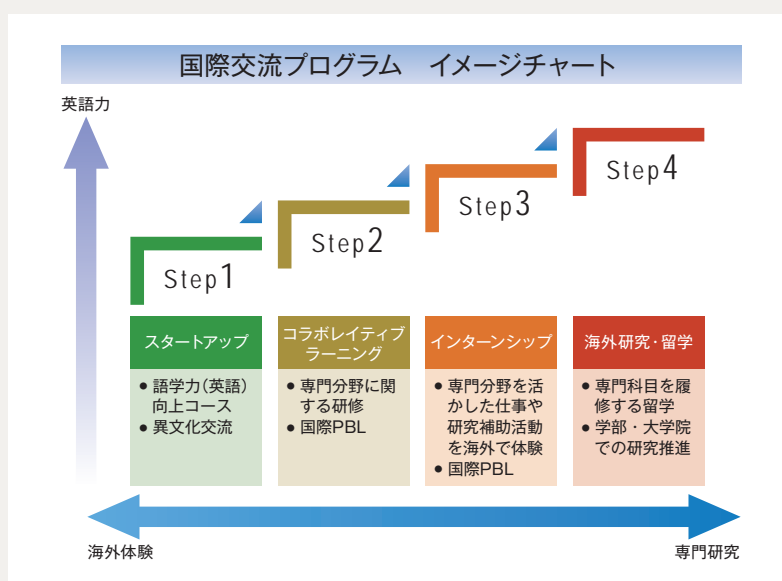 国際交流プログラム　イメージチャート
英語力
Step1
Step2
Step3
Step4
スタートアップ
● 語学力（英語）
向上コース
● 異文化交流
コラボレイティブ
ラーニング
● 専門分野に関
する研修
● 国際PBL
インターンシップ
● 専門分野を活
かした仕事や
研究補助活動
を海外で体験
● 国際PBL
海外研究・留学
● 専門科目を履
修する留学
● 学部・大学院
での研究推進
海外体験
専門研究